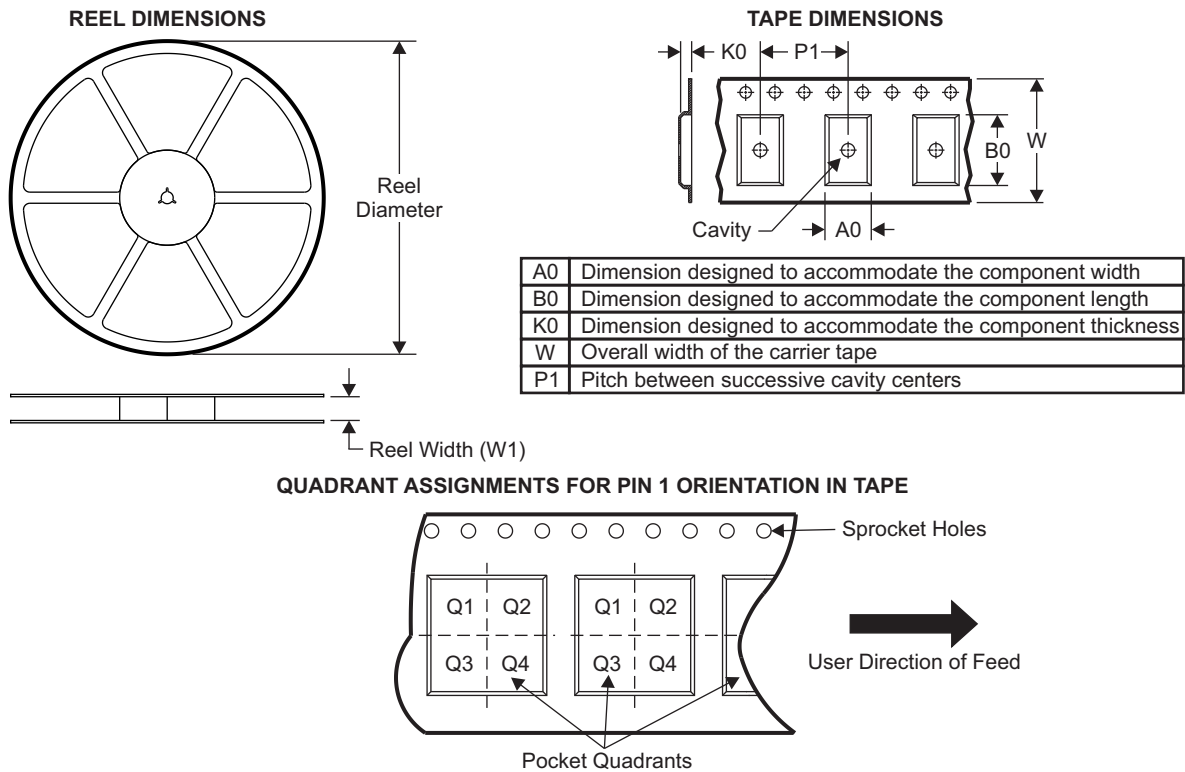 REEL DIMENSIONS
TAPE DIMENSIONS
K0
P1
Reel
Diameter
B0
W
Cavity
A0
A0 Dimension designed to accommodate the component width
B0 Dimension designed to accommodate the component length
K0 Dimension designed to accommodate the component thickness
W Overall width of the carrier tape
P1 Pitch between successive cavity centers
Reel Width (W1)
QUADRANT ASSIGNMENTS FOR PIN 1 ORIENTATION IN TAPE
Sprocket Holes
Q1 Q2 Q1 Q2
Q3 Q4 Q3 Q4
User Direction of Feed
Pocket Quadrants